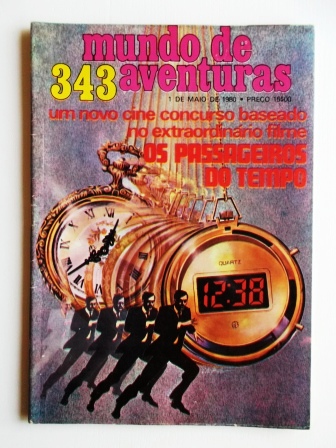 mundo de
343 aventuras
1 DE MAIO DE 1980 • PREÇO 15$00
um novo cine concurso baseado
no extraordinário filme
OS PASSAGEIROS
DO TEMPO
QUARTZ
12:38